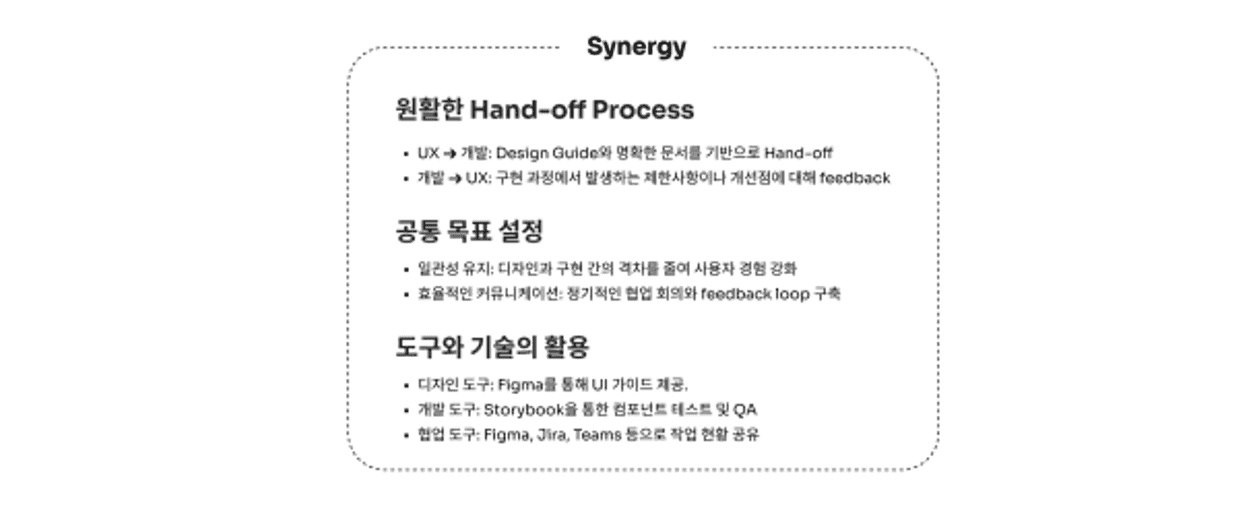 Synergy
원활한 Hand-off Process
• UX → 개발: Design Guide와 명확한 문서를 기반으로 Hand-off
• 개발 → UX: 구현 과정에서 발생하는 제한사항이나 개선점에 대해 feedback
공통 목표 설정
• 일관성 유지: 디자인과 구현 간의 격차를 줄여 사용자 경험 강화
• 효율적인 커뮤니케이션: 정기적인 협업 회의와 feedback loop 구축
도구와 기술의 활용
• 디자인 도구: Figma를 통해 UI 가이드 제공.
• 개발 도구: Storybook을 통한 컴포넌트 테스트 및 QA
• 협업 도구: Figma, Jira, Teams 등으로 작업 현황 공유